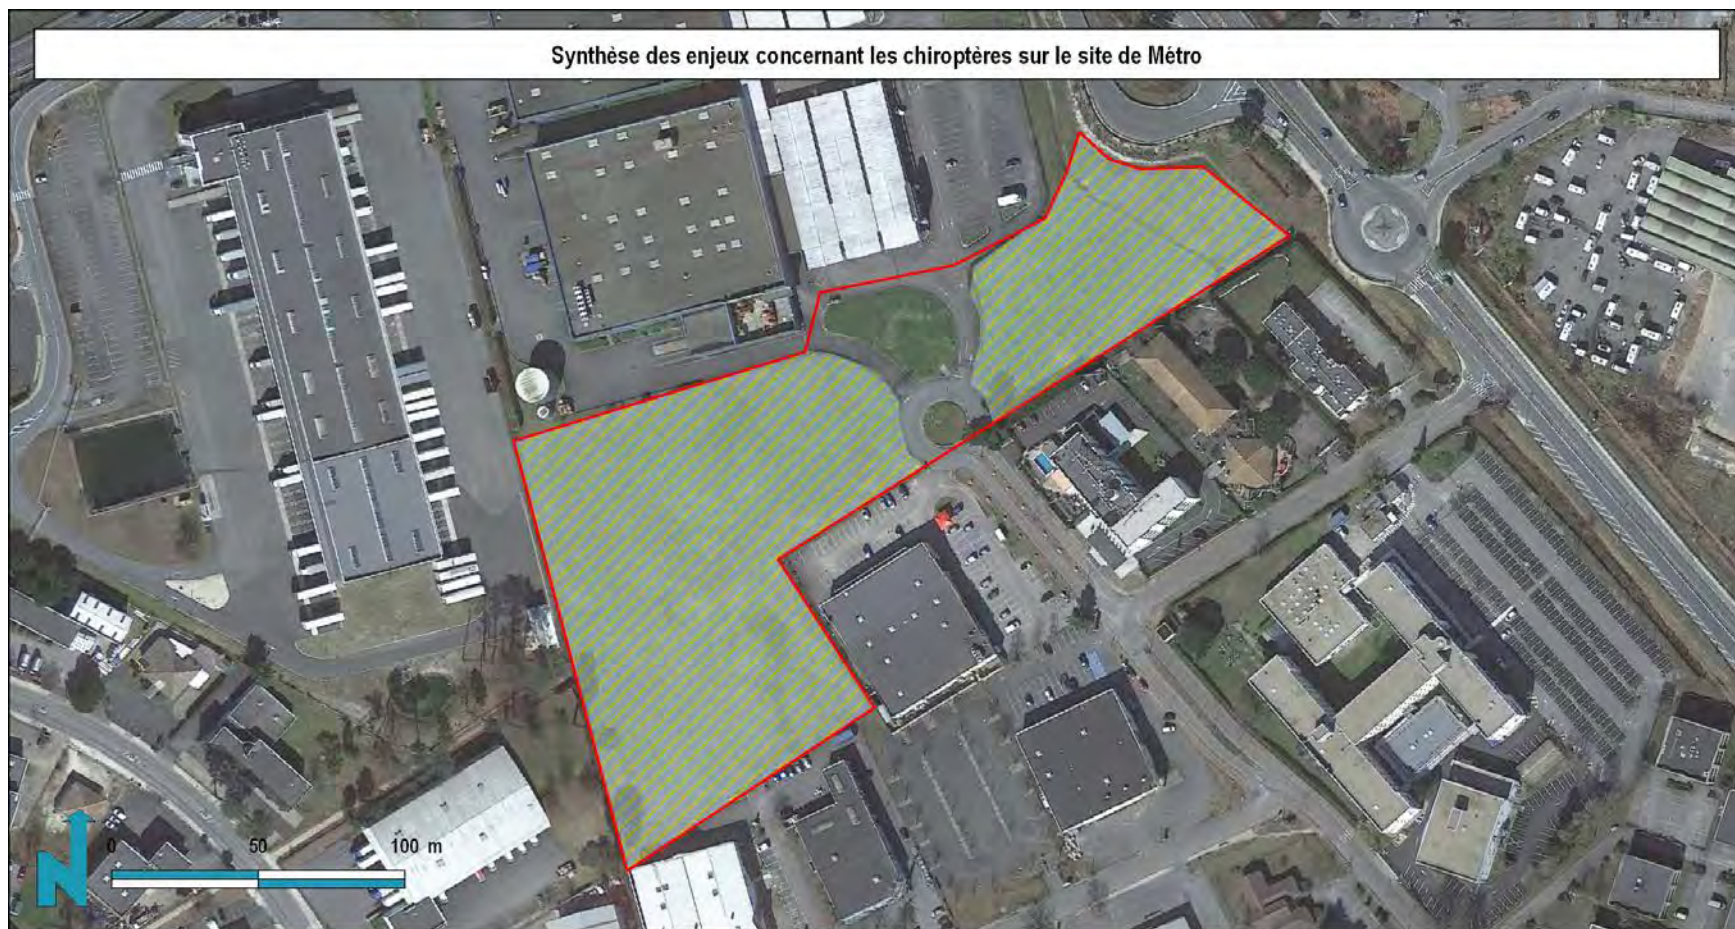 Synthèse des enjeux concernant les chiroptères sur le site de Métro
0 50 100 m
N